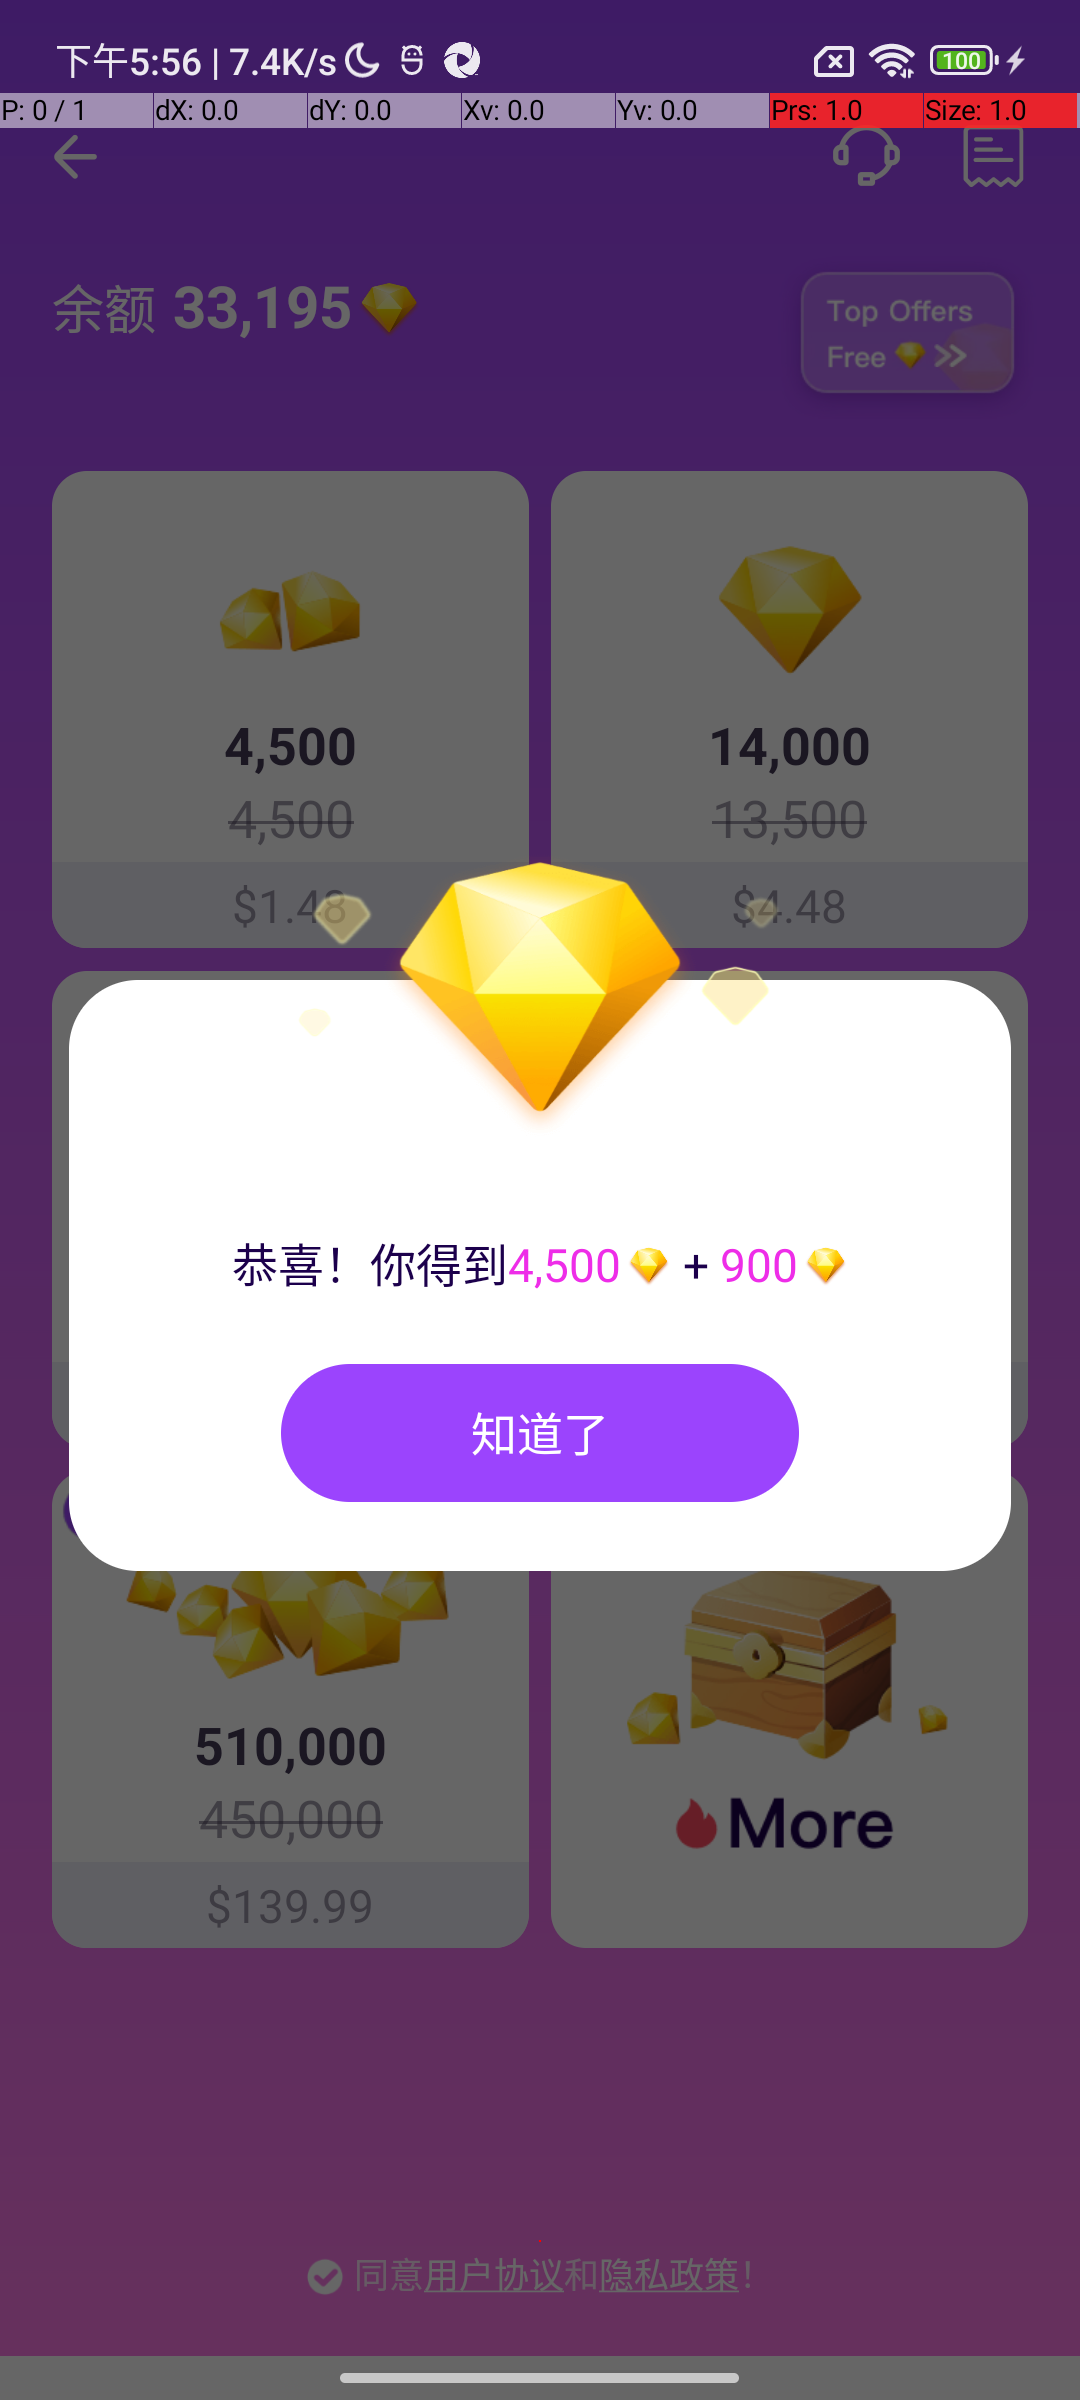 下午5:56 | 7.4K/s
100
P: 0 / 1 dX: 0.0 dY: 0.0 Xv: 0.0 Yv: 0.0 Prs: 1.0 Size: 1.0
余额 33,195
Top Offers
Free
4,500
4,500
$1.48
14,000
13,500
$4.48
恭喜！你得到4,500 + 900
知道了
510,000
450,000
$139.99
More
同意用户协议和隐私政策！